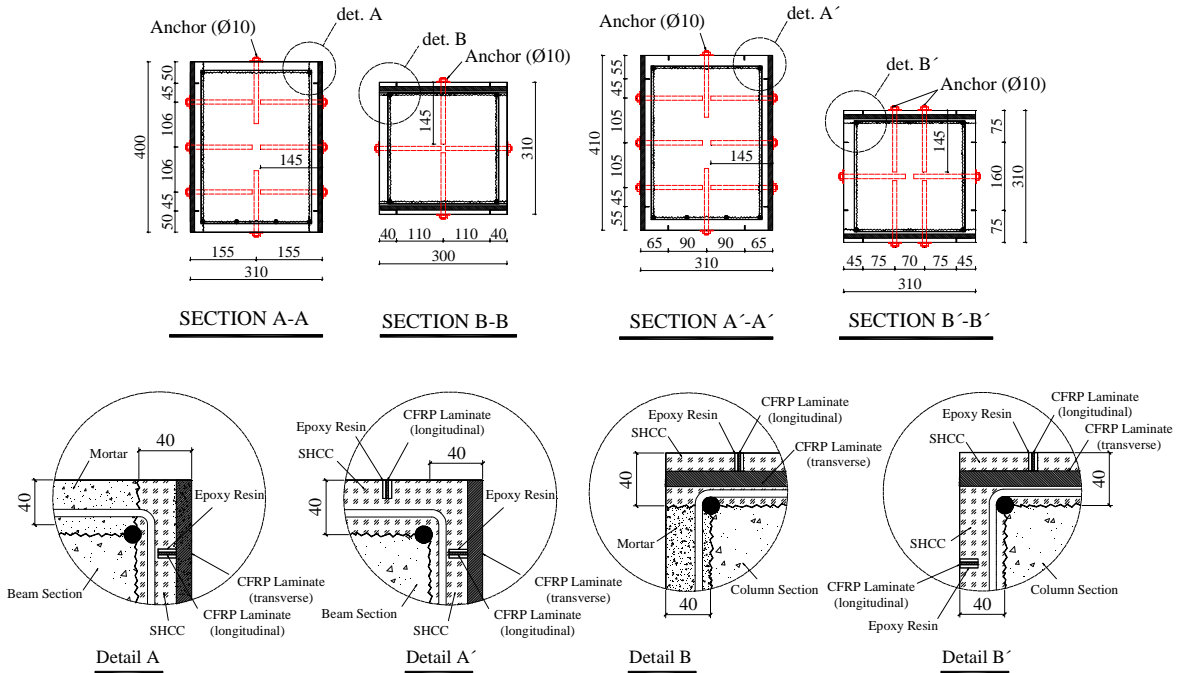 det. A
Anchor (Ø10)
400
50
45
106
106
45
50
145
155
155
310
SECTION A-A
det. B
Anchor (Ø10)
145
310
40
110
110
40
300
SECTION B-B
det. A´
Anchor (Ø10)
410
55
45
105
105
45
55
145
65
90
90
65
310
SECTION A´-A´
det. B´
Anchor (Ø10)
145
75
160
75
310
45
75
70
75
45
310
SECTION B´-B´
40
40
Mortar
Epoxy Resin
Beam Section
CFRP Laminate
(transverse)
CFRP Laminate
(longitudinal)
SHCC
Detail A
CFRP Laminate
(longitudinal)
Epoxy Resin
SHCC
40
40
Epoxy Resin
Beam Section
CFRP Laminate
(transverse)
CFRP Laminate
(longitudinal)
SHCC
Detail A´
CFRP Laminate
(longitudinal)
Epoxy Resin
SHCC
CFRP Laminate
(transverse)
40
Mortar
Column Section
40
Detail B
CFRP Laminate
(longitudinal)
Epoxy Resin
SHCC
CFRP Laminate
(transverse)
40
SHCC
CFRP Laminate
(longitudinal)
Column Section
40
Epoxy Resin
Detail B´